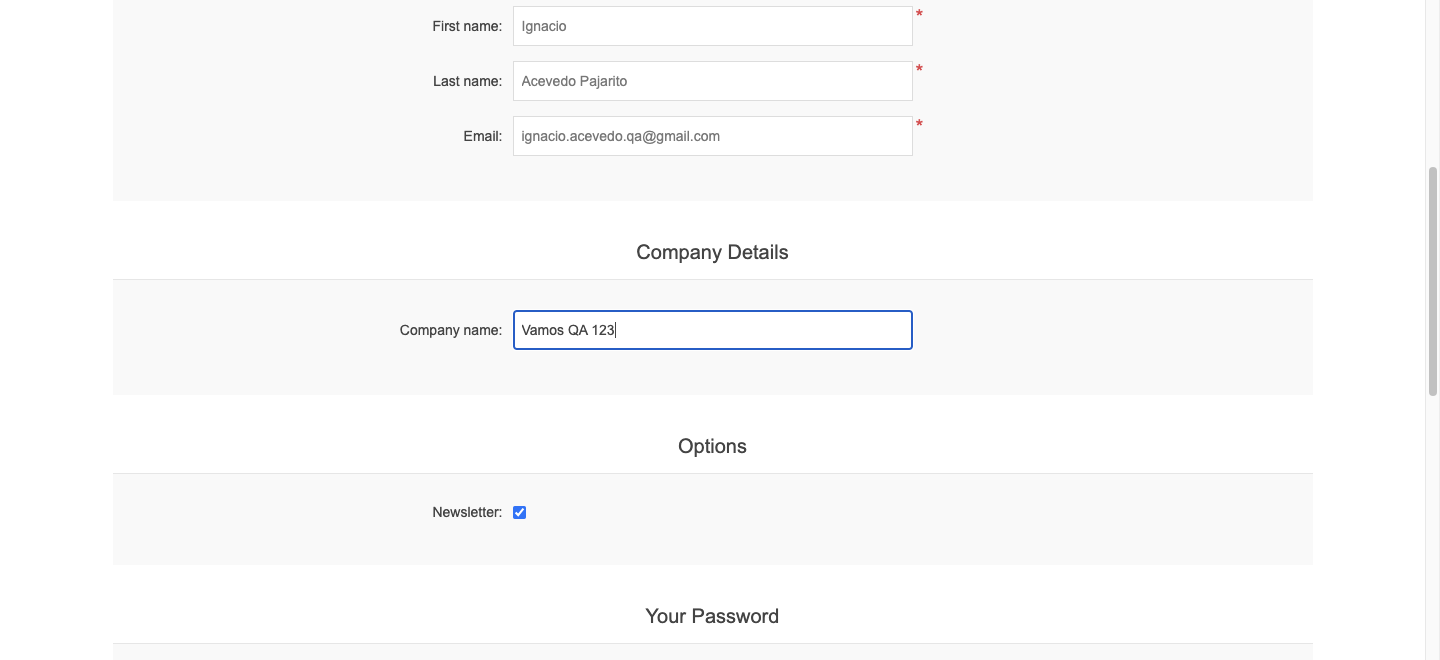 First name: Ignacio *
Last name: Acevedo Pajarito *
Email: ignacio.acevedo.qa@gmail.com *
Company Details
Company name: Vamos QA 123
Options
Newsletter:
Your Password